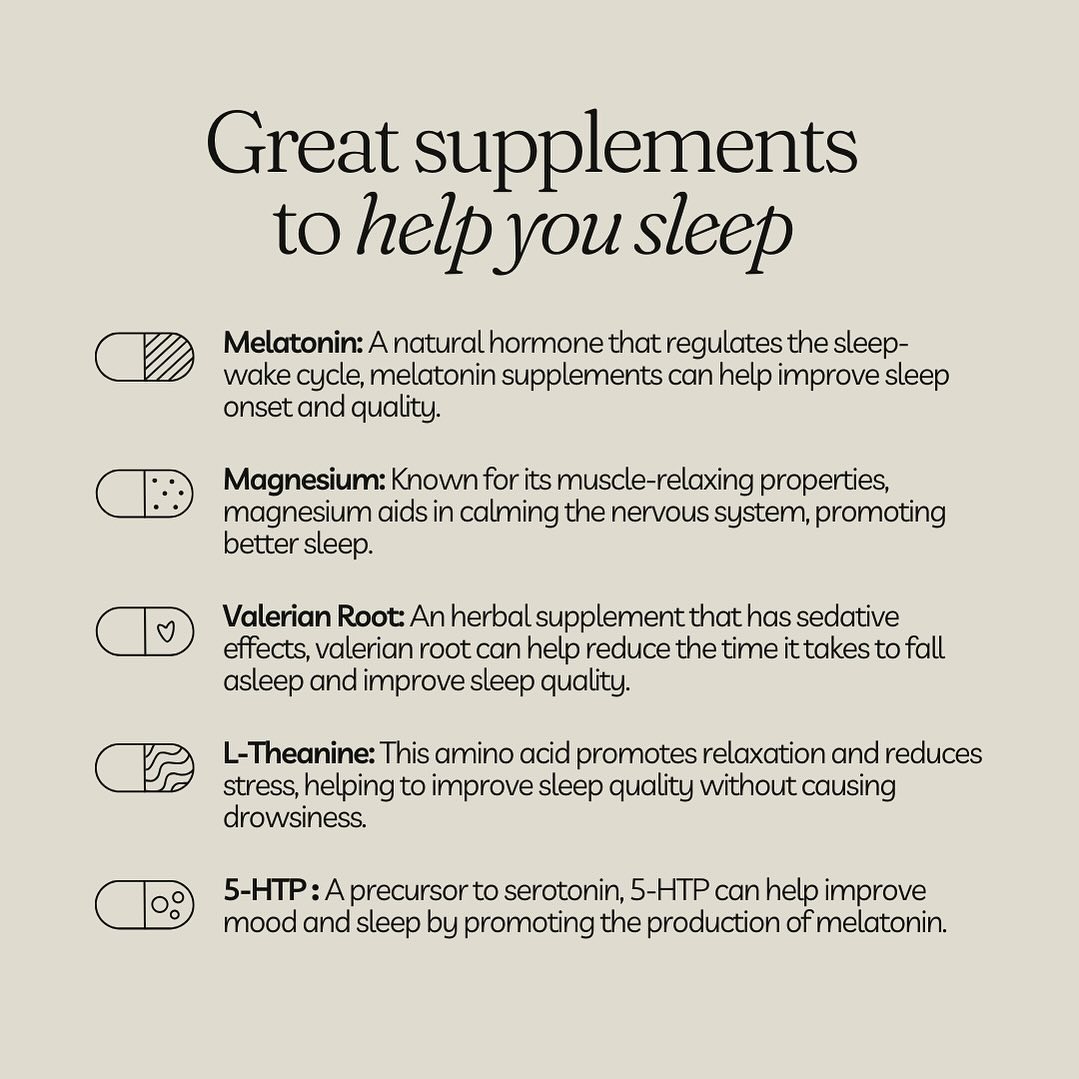 Great supplements
to help you sleep
Melatonin: A natural hormone that regulates the sleep-
wake cycle, melatonin supplements can help improve sleep
onset and quality.
Magnesium: Known for its muscle-relaxing properties,
magnesium aids in calming the nervous system, promoting
better sleep.
Valerian Root: An herbal supplement that has sedative
effects, valerian root can help reduce the time it takes to fall
asleep and improve sleep quality.
L-Theanine: This amino acid promotes relaxation and reduces
stress, helping to improve sleep quality without causing
drowsiness.
5-HTP : A precursor to serotonin, 5-HTP can help improve
mood and sleep by promoting the production of melatonin.